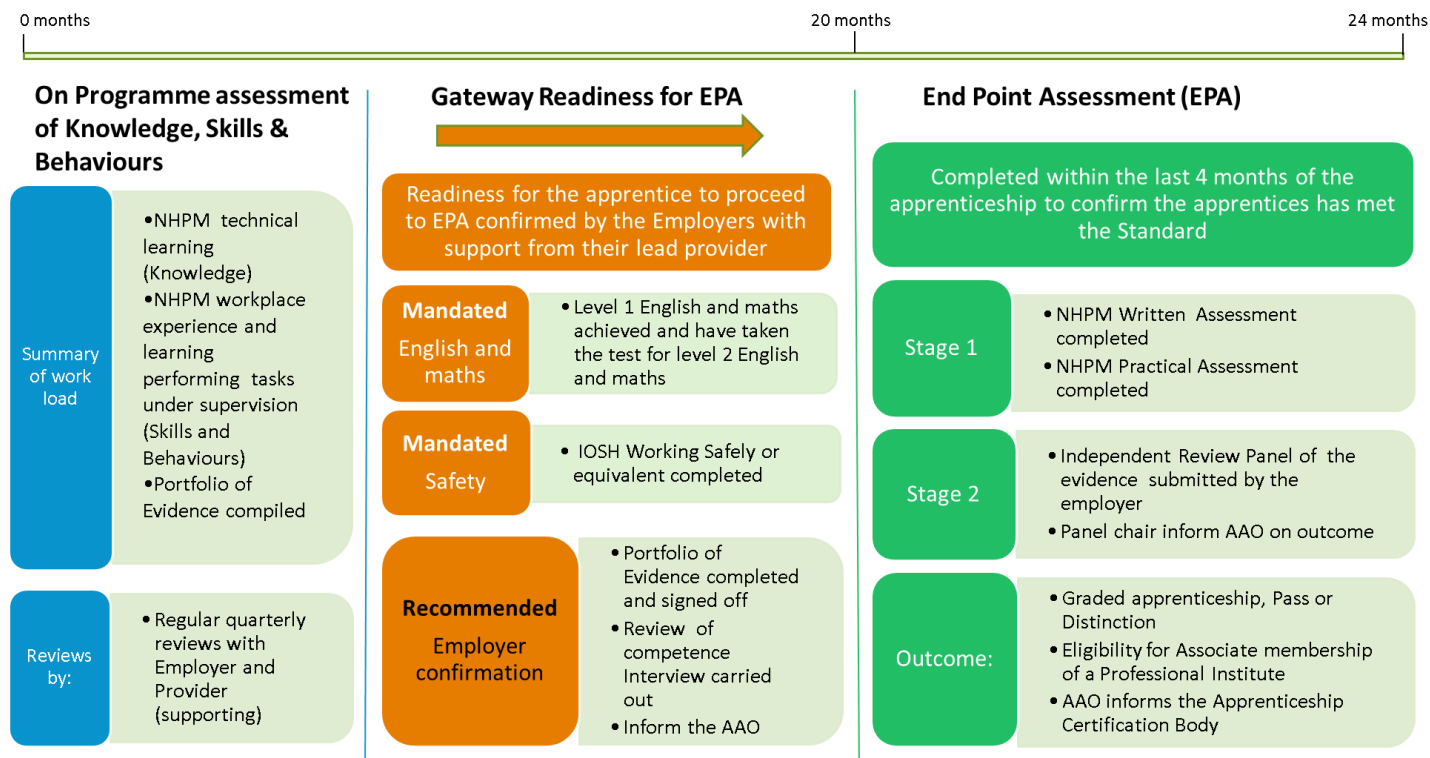 0 months
20 months
24 months
On Programme assessment
of Knowledge, Skills &
Behaviours
Summary
of work
load
•NHPM technical
learning
(Knowledge)
•NHPM workplace
experience and
learning
performing tasks
under supervision
(Skills and
Behaviours)
•Portfolio of
Evidence compiled
Reviews
by:
• Regular quarterly
reviews with
Employer and
Provider
(supporting)
Gateway Readiness for EPA
Readiness for the apprentice to proceed
to EPA confirmed by the Employers with
support from their lead provider
Mandated
English and
maths
• Level 1 English and maths
achieved and have taken
the test for level 2 English
and maths
Mandated
Safety
• IOSH Working Safely or
equivalent completed
Recommended
Employer
confirmation
• Portfolio of
Evidence completed
and signed off
• Review of
competence
Interview carried
out
• Inform the AAO
End Point Assessment (EPA)
Completed within the last 4 months of the
apprenticeship to confirm the apprentices has met
the Standard
Stage 1
• NHPM Written Assessment
completed
• NHPM Practical Assessment
completed
Stage 2
• Independent Review Panel of the
evidence submitted by the
employer
• Panel chair inform AAO on outcome
Outcome:
• Graded apprenticeship, Pass or
Distinction
• Eligibility for Associate membership
of a Professional Institute
• AAO informs the Apprenticeship
Certification Body